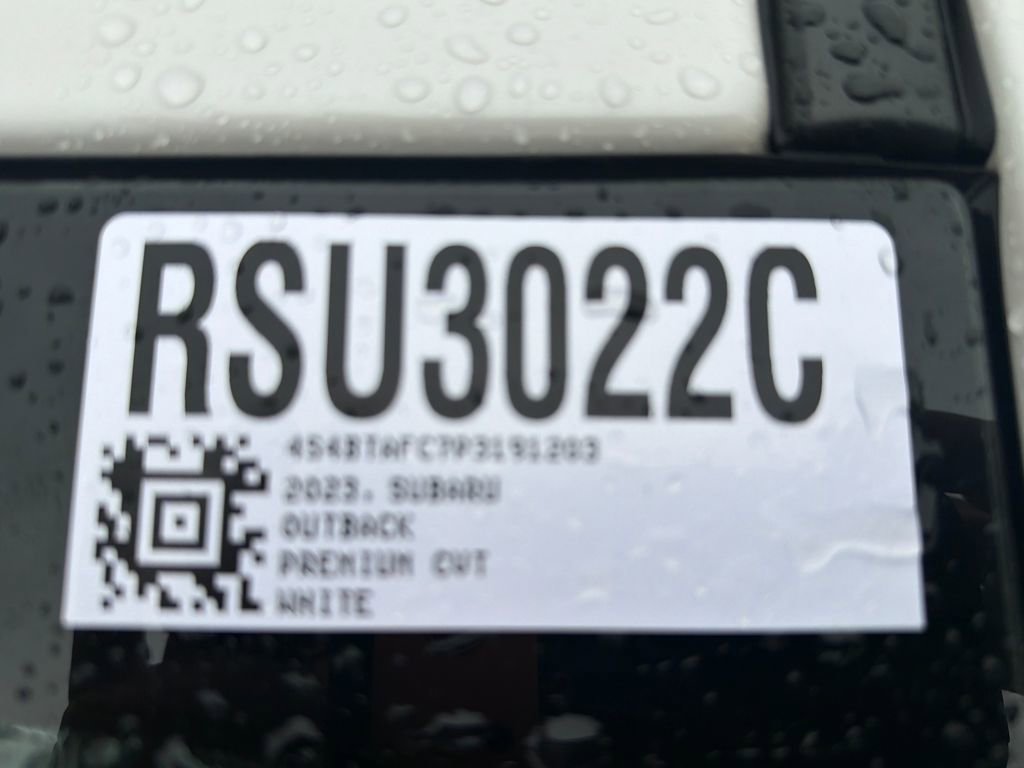 RSU3022C
4S4BTAFC7P3191203
2023. SUBARU
OUTBACK
PREMIUM CVT
WHITE